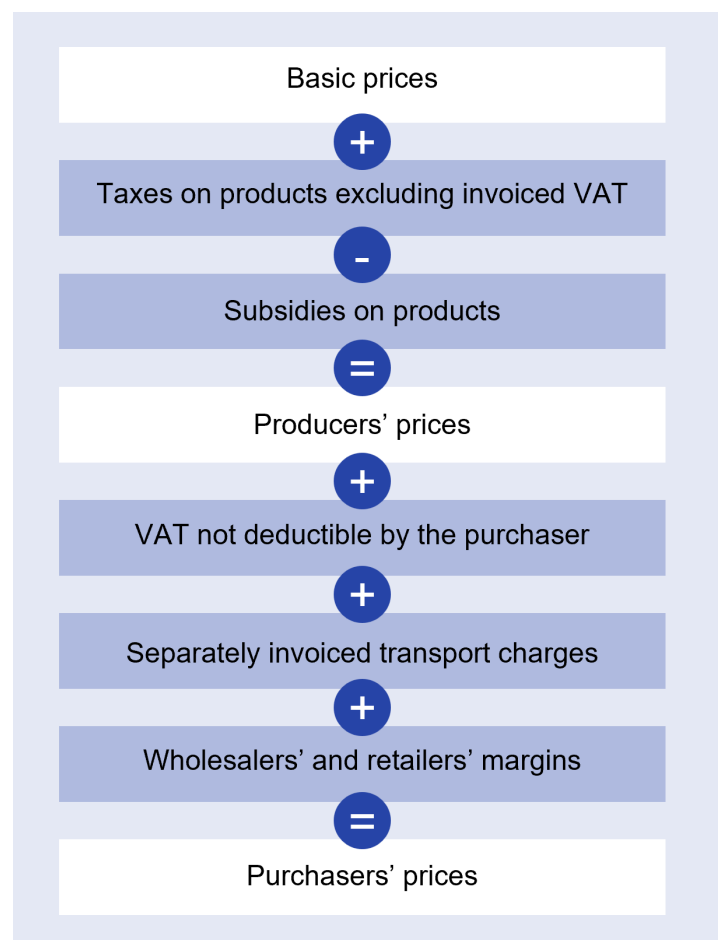 Basic prices
+
Taxes on products excluding invoiced VAT
-
Subsidies on products
=
Producers’ prices
+
VAT not deductible by the purchaser
+
Separately invoiced transport charges
+
Wholesalers’ and retailers’ margins
=
Purchasers’ prices